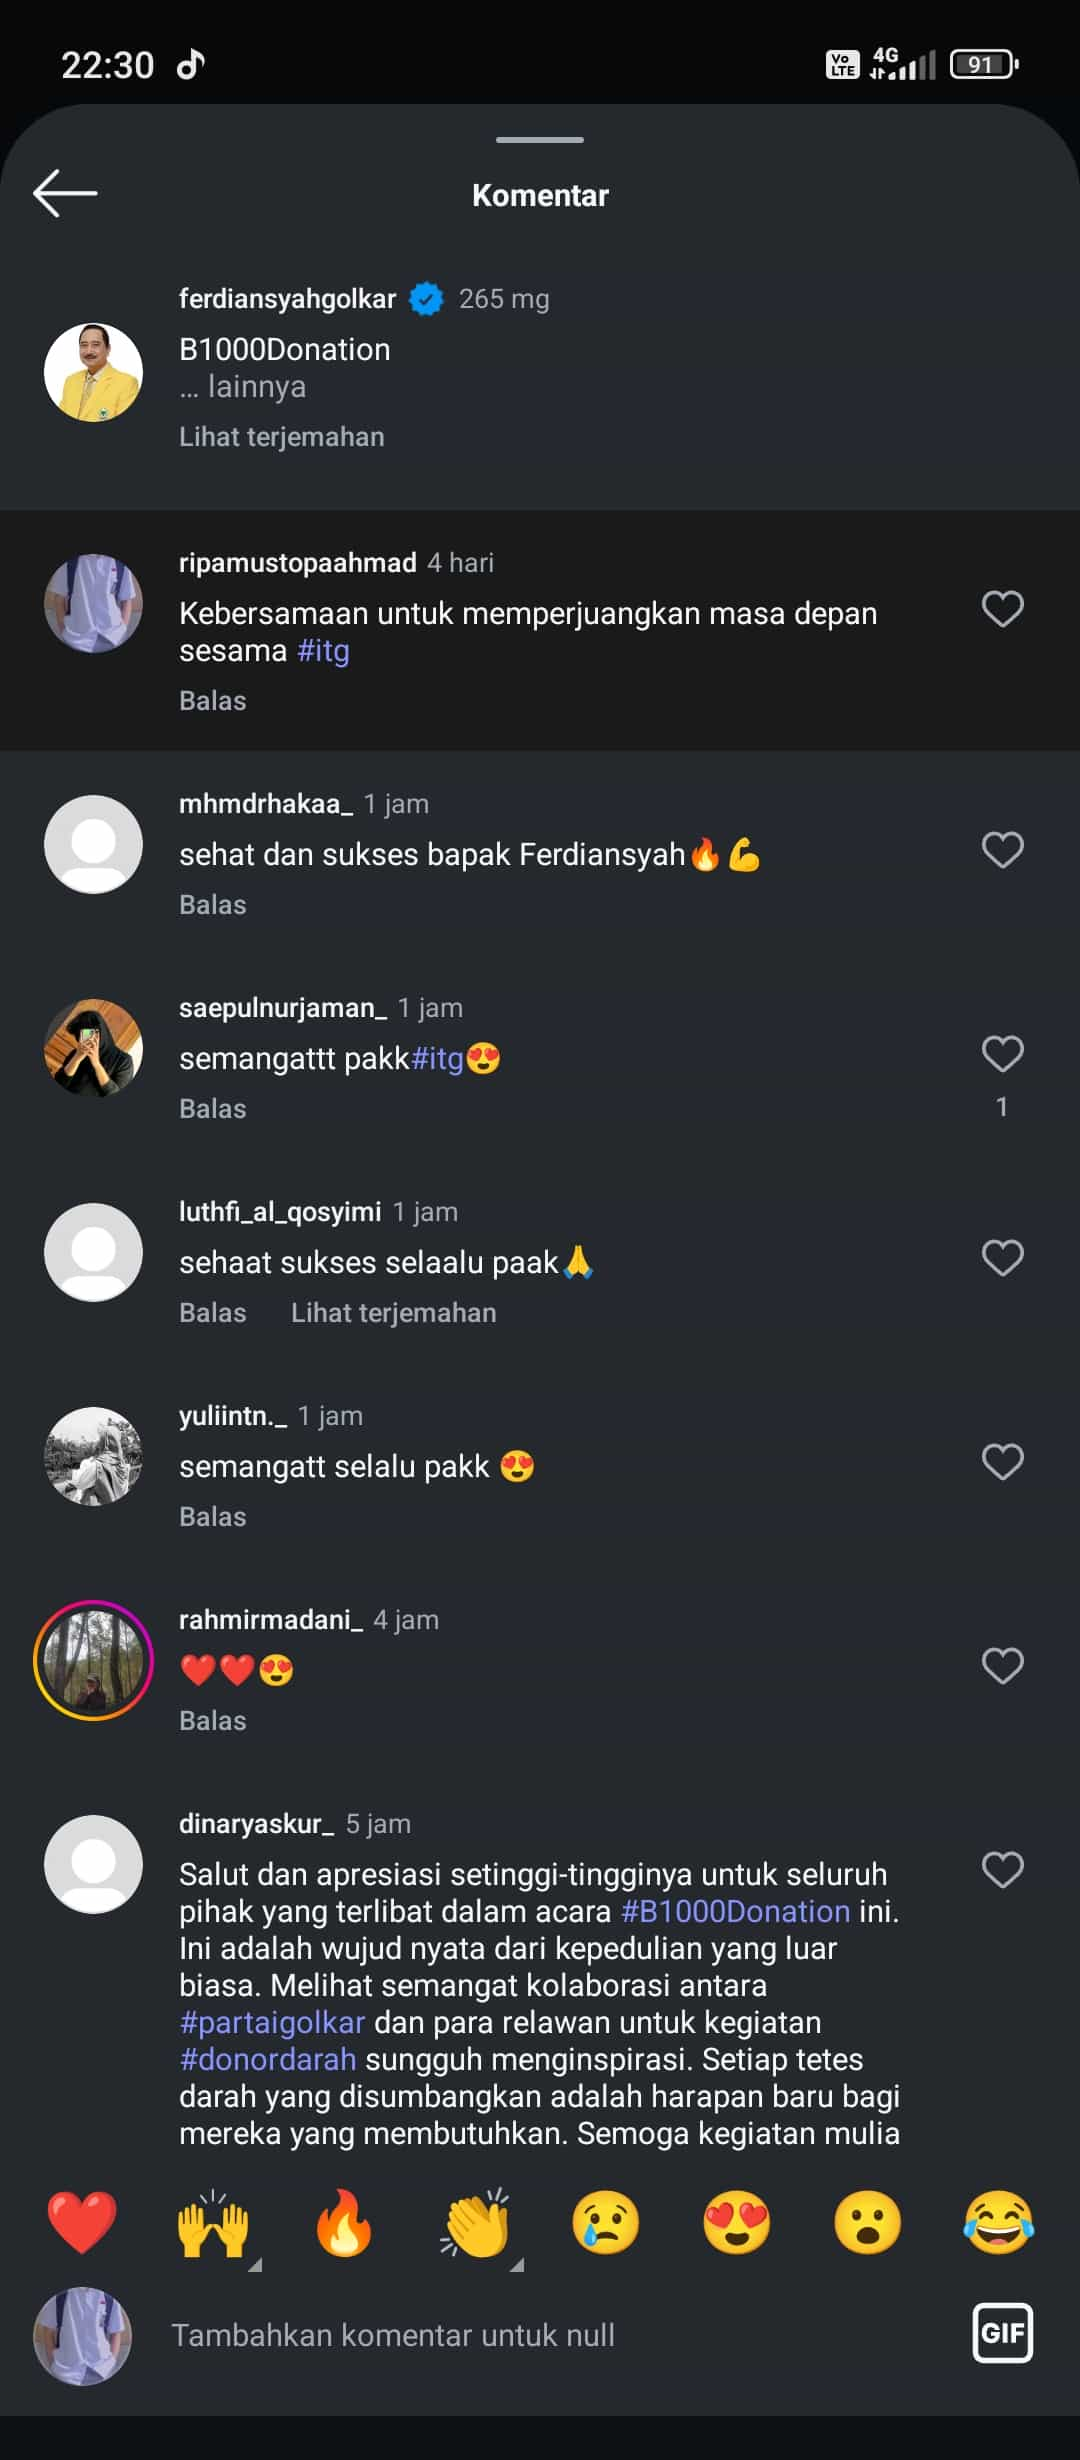 22:30
Vo LTE 4G 91
Komentar
ferdiansyahgolkar 265 mg
B1000Donation
... lainnya
Lihat terjemahan
ripamustopaahmad 4 hari
Kebersamaan untuk memperjuangkan masa depan
sesama #itg
Balas
mhmdrhakaa_ 1 jam
sehat dan sukses bapak Ferdiansyah🔥💪
Balas
saepulnurjaman_ 1 jam
semangattt pakk#itg😍
1
Balas
luthfi_al_qosyimi 1 jam
sehaat sukses selaalu paak🙏
Balas Lihat terjemahan
yuliintn._ 1 jam
semangatt selalu pakk 😍
Balas
rahmirmadani_ 4 jam
❤️❤️😍
Balas
dinaryaskur_ 5 jam
Salut dan apresiasi setinggi-tingginya untuk seluruh
pihak yang terlibat dalam acara #B1000Donation ini.
Ini adalah wujud nyata dari kepedulian yang luar
biasa. Melihat semangat kolaborasi antara
#partaigolkar dan para relawan untuk kegiatan
#donordarah sungguh menginspirasi. Setiap tetes
darah yang disumbangkan adalah harapan baru bagi
mereka yang membutuhkan. Semoga kegiatan mulia
❤️🙌🔥👏😢😍😮😂
Tambahkan komentar untuk null
GIF